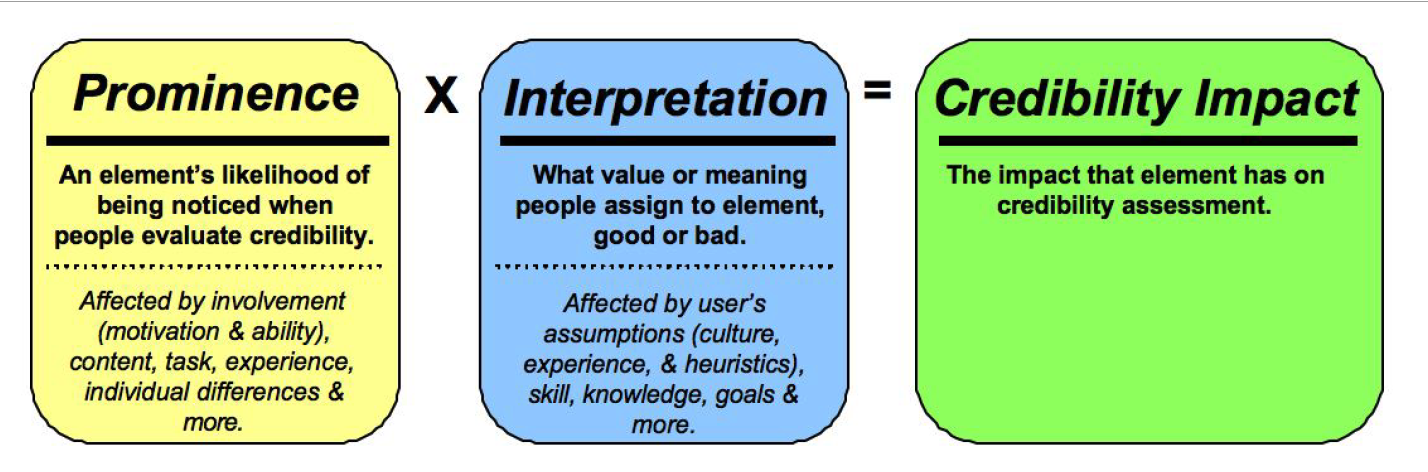 Prominence
An element's likelihood of
being noticed when
people evaluate credibility.
Affected by involvement
(motivation & ability),
content, task, experience,
individual differences &
more.
X
Interpretation
What value or meaning
people assign to element,
good or bad.
Affected by user's
assumptions (culture,
experience, & heuristics),
skill, knowledge, goals &
more.
=
Credibility Impact
The impact that element has on
credibility assessment.